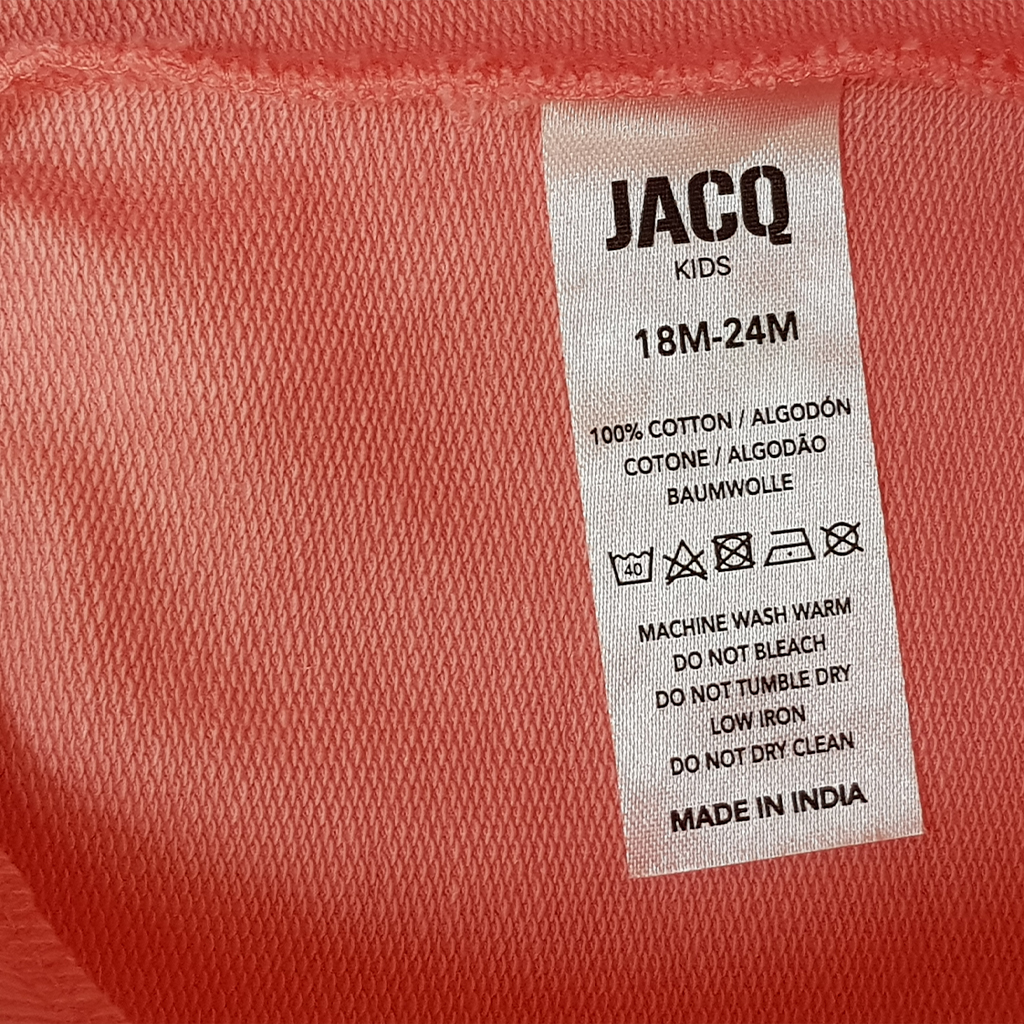 JACQ
KIDS
18M-24M
100% COTTON / ALGODÓN
COTONE / ALGODÃO
BAUMWOLLE
40
MACHINE WASH WARM
DO NOT BLEACH
DO NOT TUMBLE DRY
LOW IRON
DO NOT DRY CLEAN
MADE IN INDIA